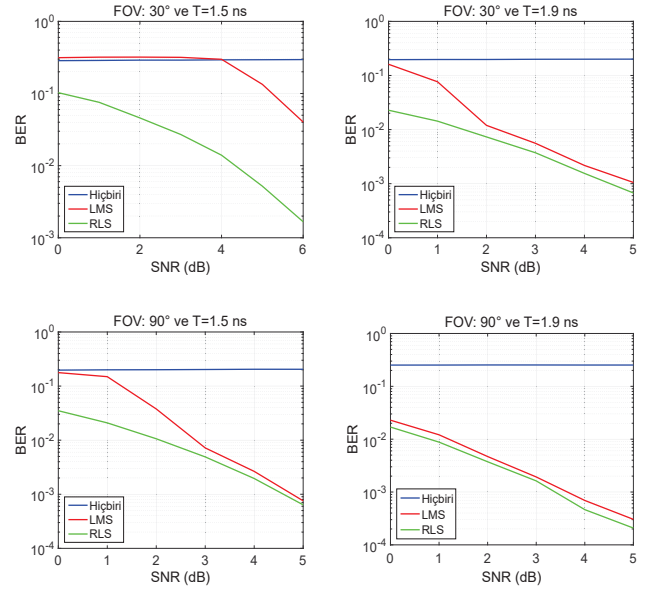 FOV: 30° ve T=1.5 ns
10^0
10^-1
10^-2
10^-3
BER
Hiçbiri
LMS
RLS
0 2 4 6
SNR (dB)
FOV: 30° ve T=1.9 ns
10^0
10^-1
10^-2
10^-3
10^-4
BER
Hiçbiri
LMS
RLS
0 1 2 3 4 5
SNR (dB)
FOV: 90° ve T=1.5 ns
10^0
10^-1
10^-2
10^-3
10^-4
BER
Hiçbiri
LMS
RLS
0 1 2 3 4 5
SNR (dB)
FOV: 90° ve T=1.9 ns
10^0
10^-1
10^-2
10^-3
10^-4
BER
Hiçbiri
LMS
RLS
0 1 2 3 4 5
SNR (dB)